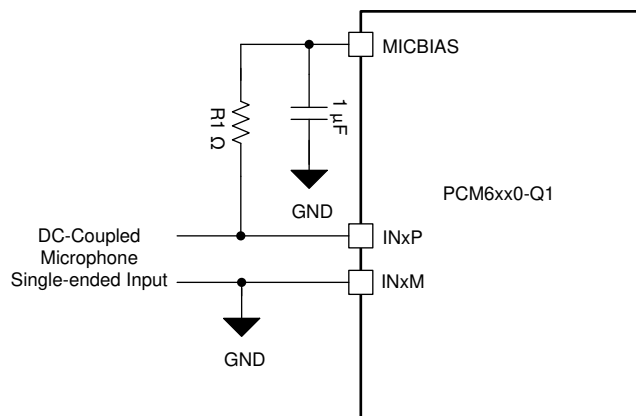 MICBIAS
R1 Ω
1 μF
GND
PCM6xx0-Q1
DC-Coupled
Microphone
Single-ended Input
INxP
INxM
GND